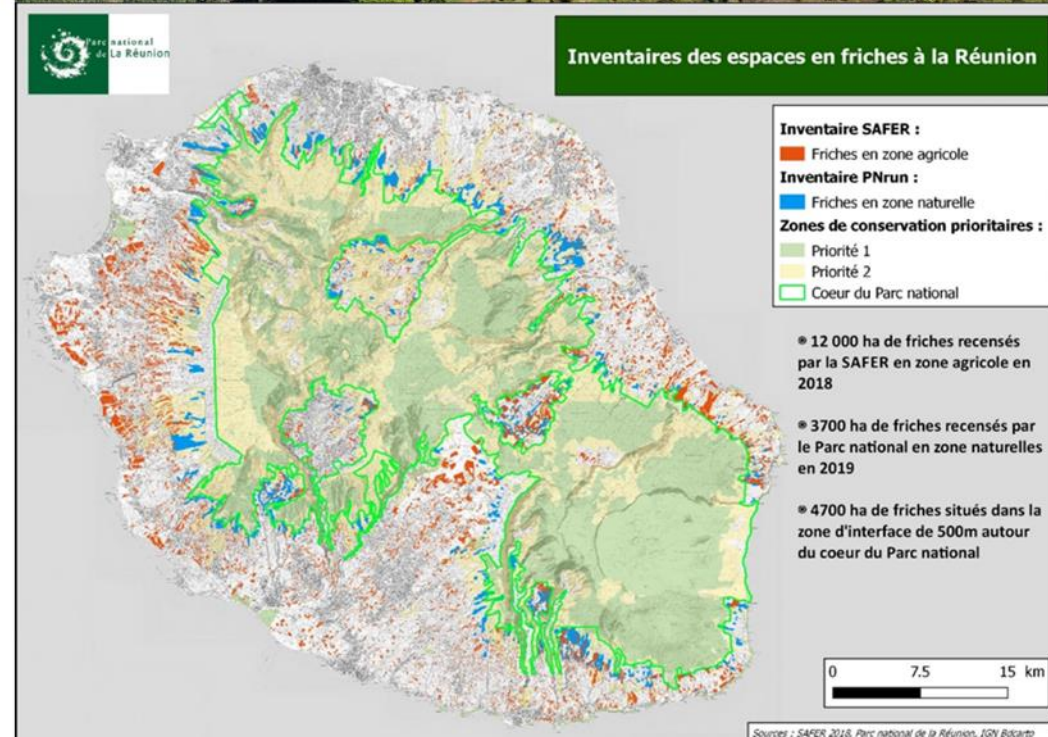 Parc national
de La Réunion
Inventaires des espaces en friches à la Réunion
Inventaire SAFER :
Friches en zone agricole
Inventaire PNrun :
Friches en zone naturelle
Zones de conservation prioritaires :
Priorité 1
Priorité 2
Coeur du Parc national
12 000 ha de friches recensés
par la SAFER en zone agricole en
2018
3700 ha de friches recensés par
le Parc national en zone naturelles
en 2019
4700 ha de friches situés dans la
zone d'interface de 500m autour
du coeur du Parc national
0 7.5 15 km
Sources : SAFER 2018, Parc national de la Réunion, IGN Bdcarto